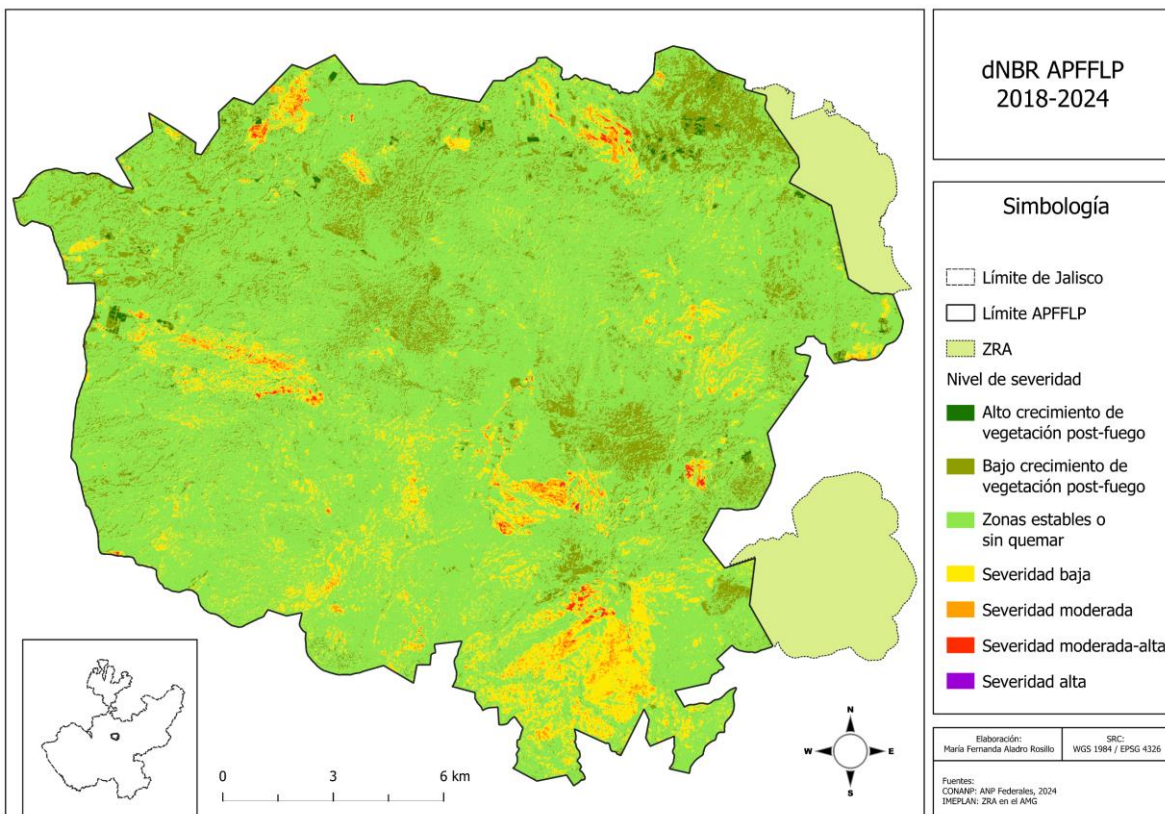 dNBR APFFLP
2018-2024
Simbología
Límite de Jalisco
Límite APFFLP
ZRA
Nivel de severidad
Alto crecimiento de
vegetación post-fuego
Bajo crecimiento de
vegetación post-fuego
Zonas estables o
sin quemar
Severidad baja
Severidad moderada
Severidad moderada-alta
Severidad alta
Elaboración:
María Fernanda Aladro Rosillo
SRC:
WGS 1984 / EPSG 4326
Fuentes:
CONANP: ANP Federales, 2024
IMEPLAN: ZRA en el AMG
0 3 6 km
N
W E
S